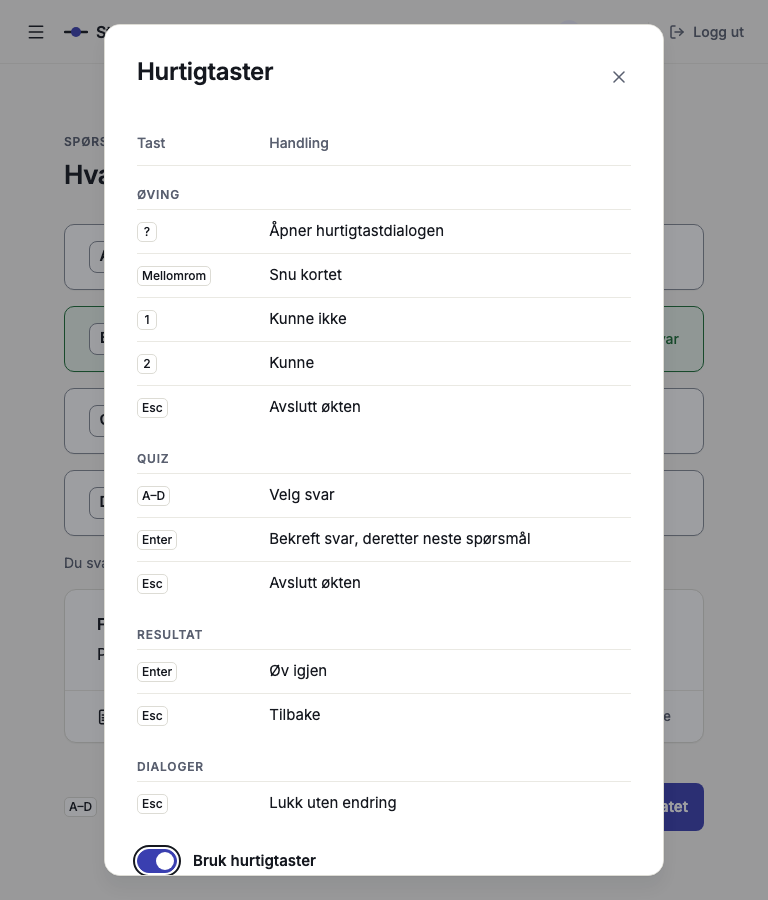 Logg ut
Hurtigtaster
Tast Handling
ØVING
? Åpner hurtigtastdialogen
Mellomrom Snu kortet
1 Kunne ikke
2 Kunne
Esc Avslutt økten
QUIZ
A–D Velg svar
Enter Bekreft svar, deretter neste spørsmål
Esc Avslutt økten
RESULTAT
Enter Øv igjen
Esc Tilbake
DIALOGER
Esc Lukk uten endring
A–D
Bruk hurtigtaster